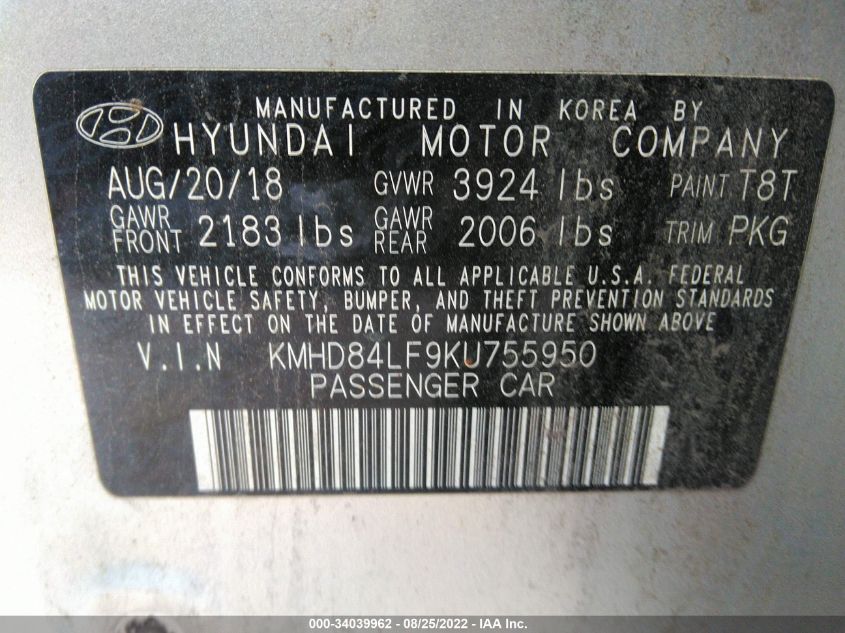 MANUFACTURED IN KOREA BY
HYUNDAI MOTOR COMPANY
AUG/20/18 GVWR 3924 lbs PAINT T8T
GAWR FRONT 2183 lbs GAWR REAR 2006 lbs TRIM PKG
THIS VEHICLE CONFORMS TO ALL APPLICABLE U.S.A. FEDERAL
MOTOR VEHICLE SAFETY, BUMPER, AND THEFT PREVENTION STANDARDS
IN EFFECT ON THE DATE OF MANUFACTURE SHOWN ABOVE
V.I.N KMHD84LF9KU755950
PASSENGER CAR
000-34039962 - 08/25/2022 - IAA Inc.